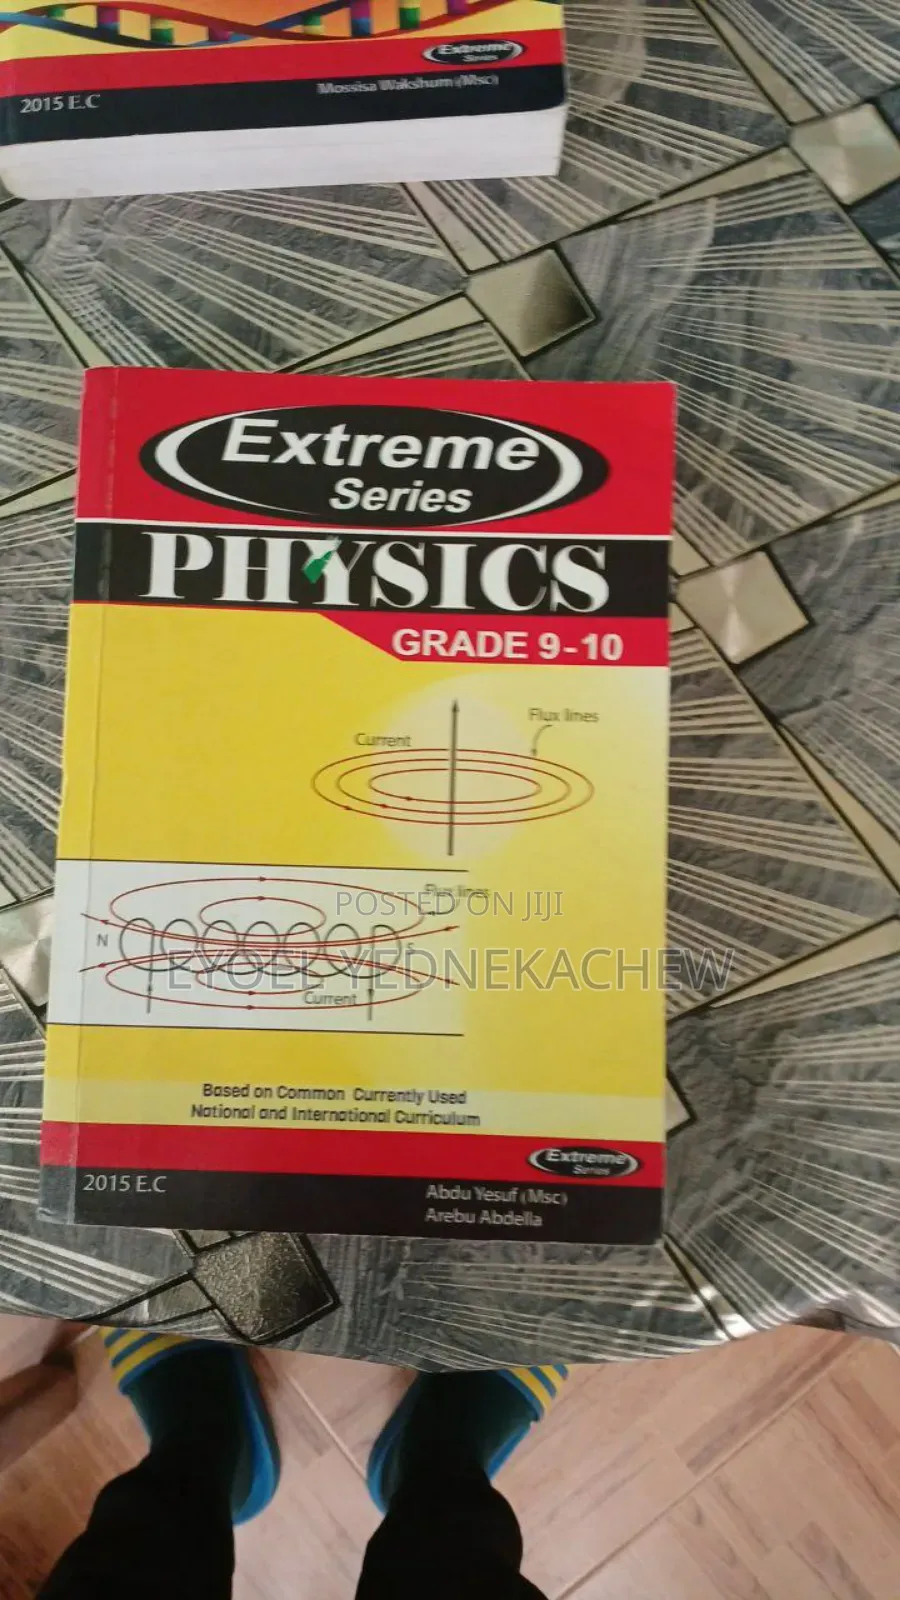 Extreme
Series
2015 E.C
Mossisa Wakshum (Msc)
Extreme
Series
PHYSICS
GRADE 9-10
Flux lines
Current
Flux lines
N
S
Current
POSTED ON JIJI
EYOEL YEDNEKACHEW
Based on Common Currently Used
National and International Curriculum
Extreme
Series
2015 E.C
Abdu Yesuf (Msc)
Arebu Abdella